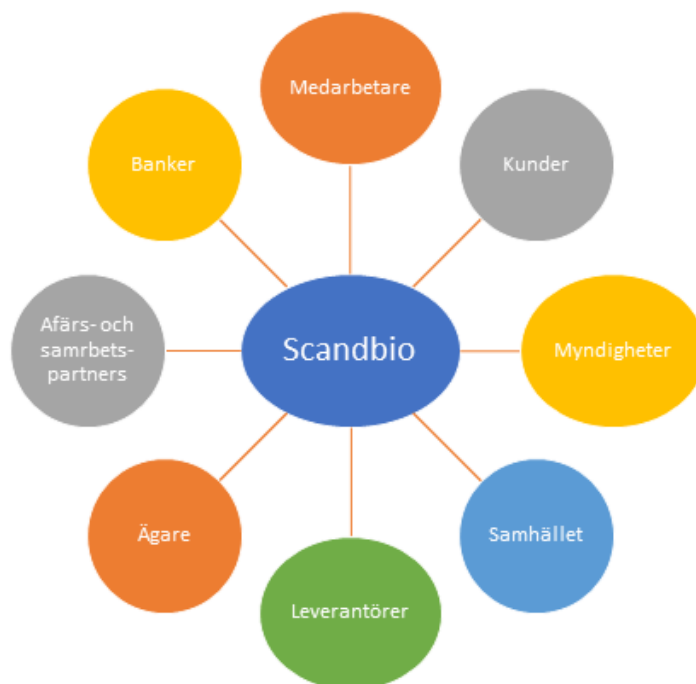 Medarbetare
Banker
Kunder
Afärs- och
samrbets-
partners
Scandbio
Myndigheter
Ägare
Samhället
Leverantörer